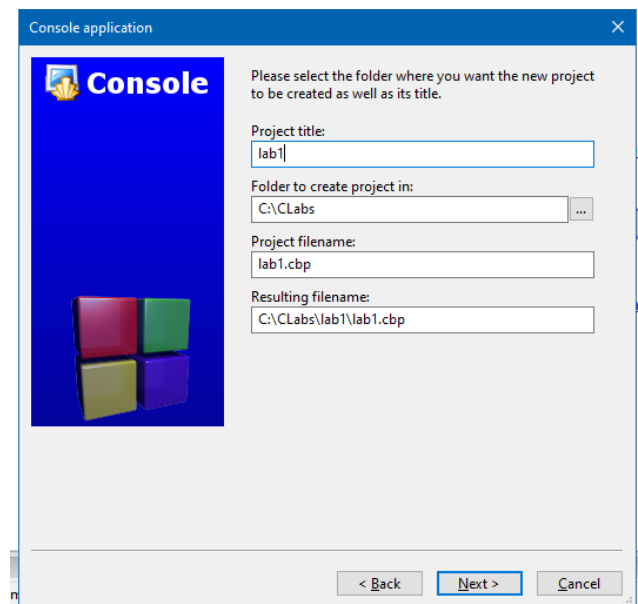 Console application
Console
Please select the folder where you want the new project
to be created as well as its title.
Project title:
lab1
Folder to create project in:
C:\CLabs
...
Project filename:
lab1.cbp
Resulting filename:
C:\CLabs\lab1\lab1.cbp
< Back Next > Cancel